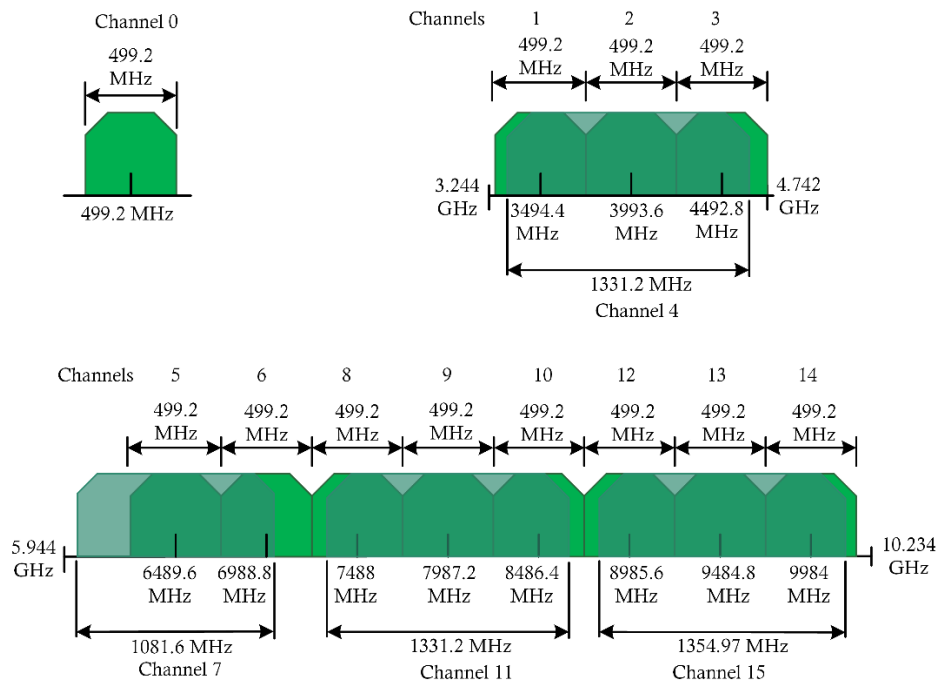 Channel 0
499.2
MHz
499.2 MHz
Channels 1 2 3
499.2
MHz
499.2
MHz
499.2
MHz
3.244
GHz
4.742
GHz
3494.4
MHz
3993.6
MHz
4492.8
MHz
1331.2 MHz
Channel 4
Channels 5 6 8 9 10 12 13 14
499.2
MHz
499.2
MHz
499.2
MHz
499.2
MHz
499.2
MHz
499.2
MHz
499.2
MHz
499.2
MHz
5.944
GHz
10.234
GHz
6489.6
MHz
6988.8
MHz
7488
MHz
7987.2
MHz
8486.4
MHz
8985.6
MHz
9484.8
MHz
9984
MHz
1081.6 MHz
Channel 7
1331.2 MHz
Channel 11
1354.97 MHz
Channel 15